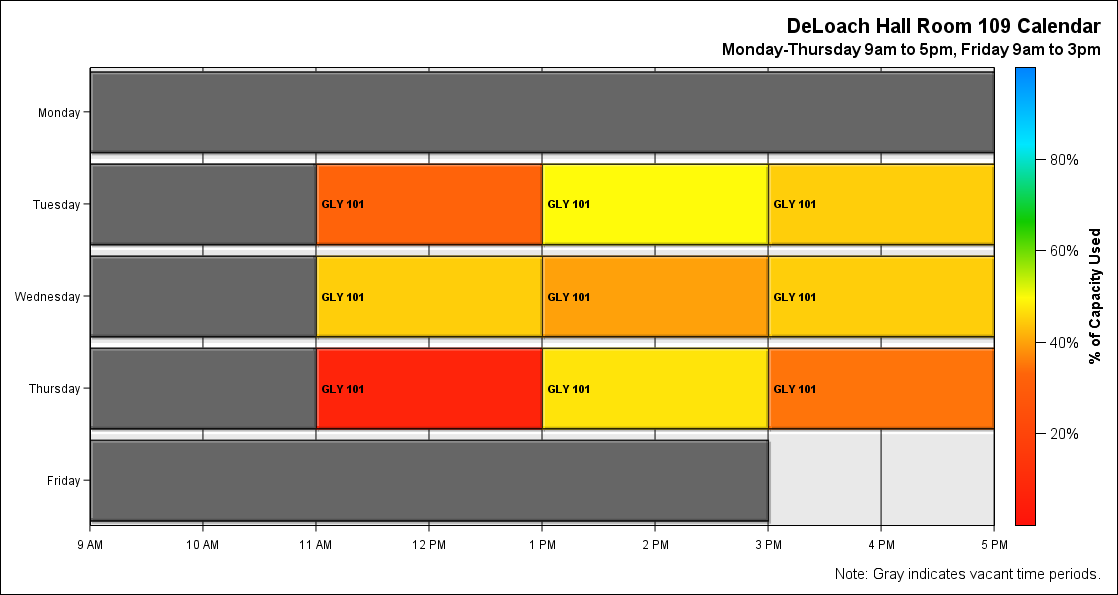 DeLoach Hall Room 109 Calendar
Monday-Thursday 9am to 5pm, Friday 9am to 3pm
Monday
Tuesday
GLY 101
GLY 101
GLY 101
Wednesday
GLY 101
GLY 101
GLY 101
Thursday
GLY 101
GLY 101
GLY 101
Friday
9 AM
10 AM
11 AM
12 PM
1 PM
2 PM
3 PM
4 PM
5 PM
80%
60%
40%
20%
% of Capacity Used
Note: Gray indicates vacant time periods.